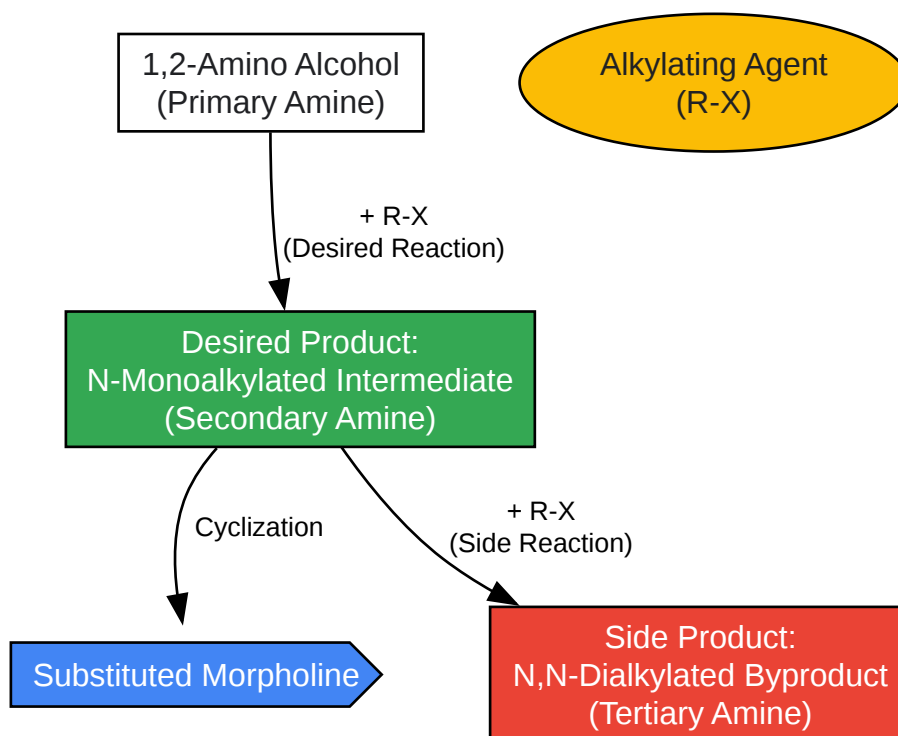 1,2-Amino Alcohol
(Primary Amine)
Alkylating Agent
(R-X)
+ R-X
(Desired Reaction)
Desired Product:
N-Monoalkylated Intermediate
(Secondary Amine)
Cyclization
+ R-X
(Side Reaction)
Substituted Morpholine
Side Product:
N,N-Dialkylated Byproduct
(Tertiary Amine)